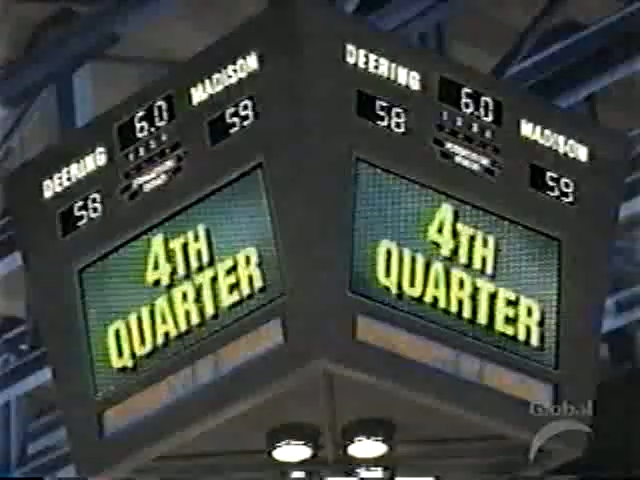 DEERING
58
6.0
MADISON
59
4TH
QUARTER
DEERING
58
6.0
MADISON
59
4TH
QUARTER
Global